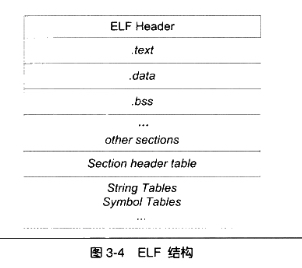 ELF Header
.text
.data
.bss
...
other sections
Section header table
String Tables
Symbol Tables
...
图 3-4 ELF 结构